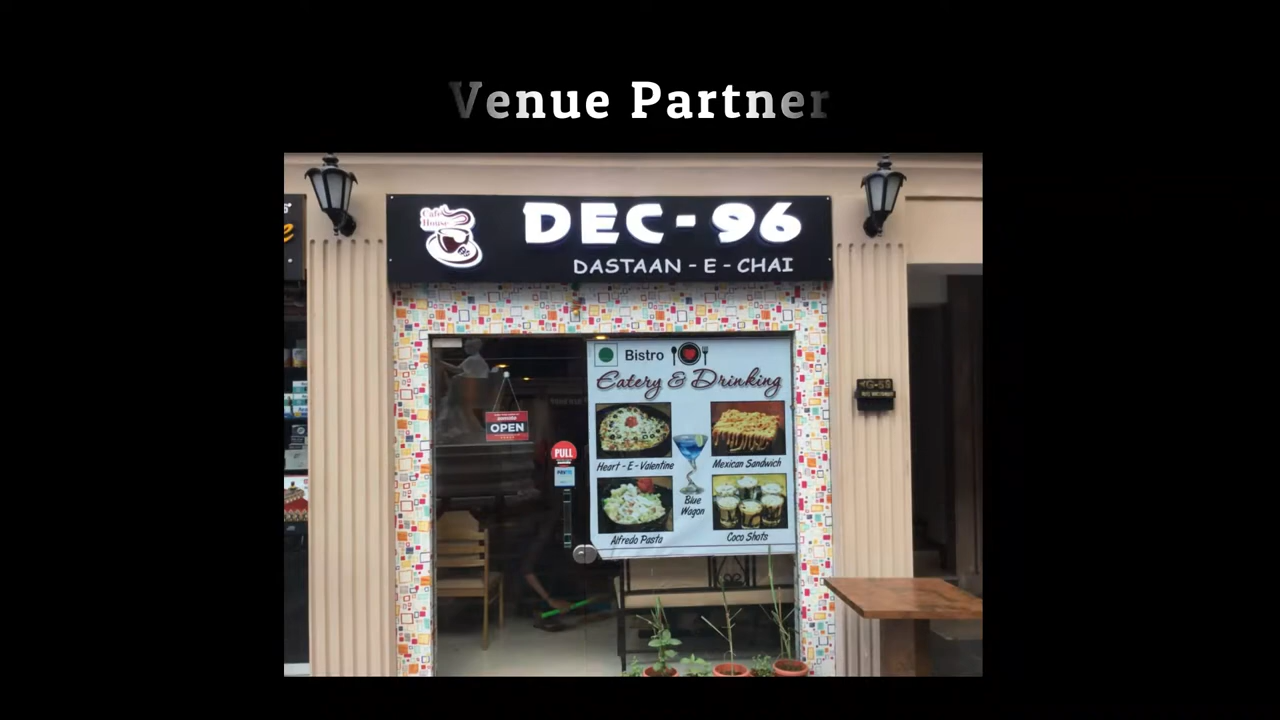 Venue Partner
Cafe
House
DEC - 96
DASTAAN - E - CHAI
Bistro
Eatery & Drinking
OPEN
PULL
Heart - E - Valentine
Mexican Sandwich
Blue
Wagon
Alfredo Pasta
Coco Shots